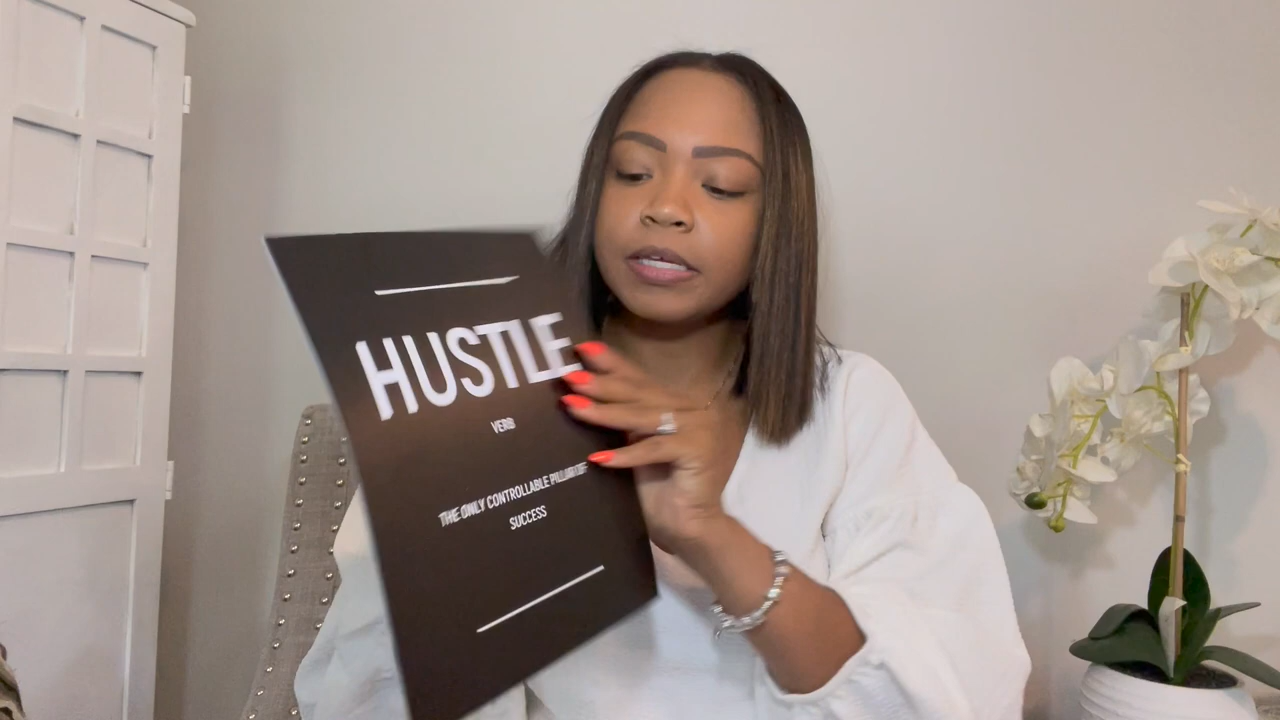 HUSTLE
VERB
THE ONLY CONTROLLABLE PILLAR OF
SUCCESS